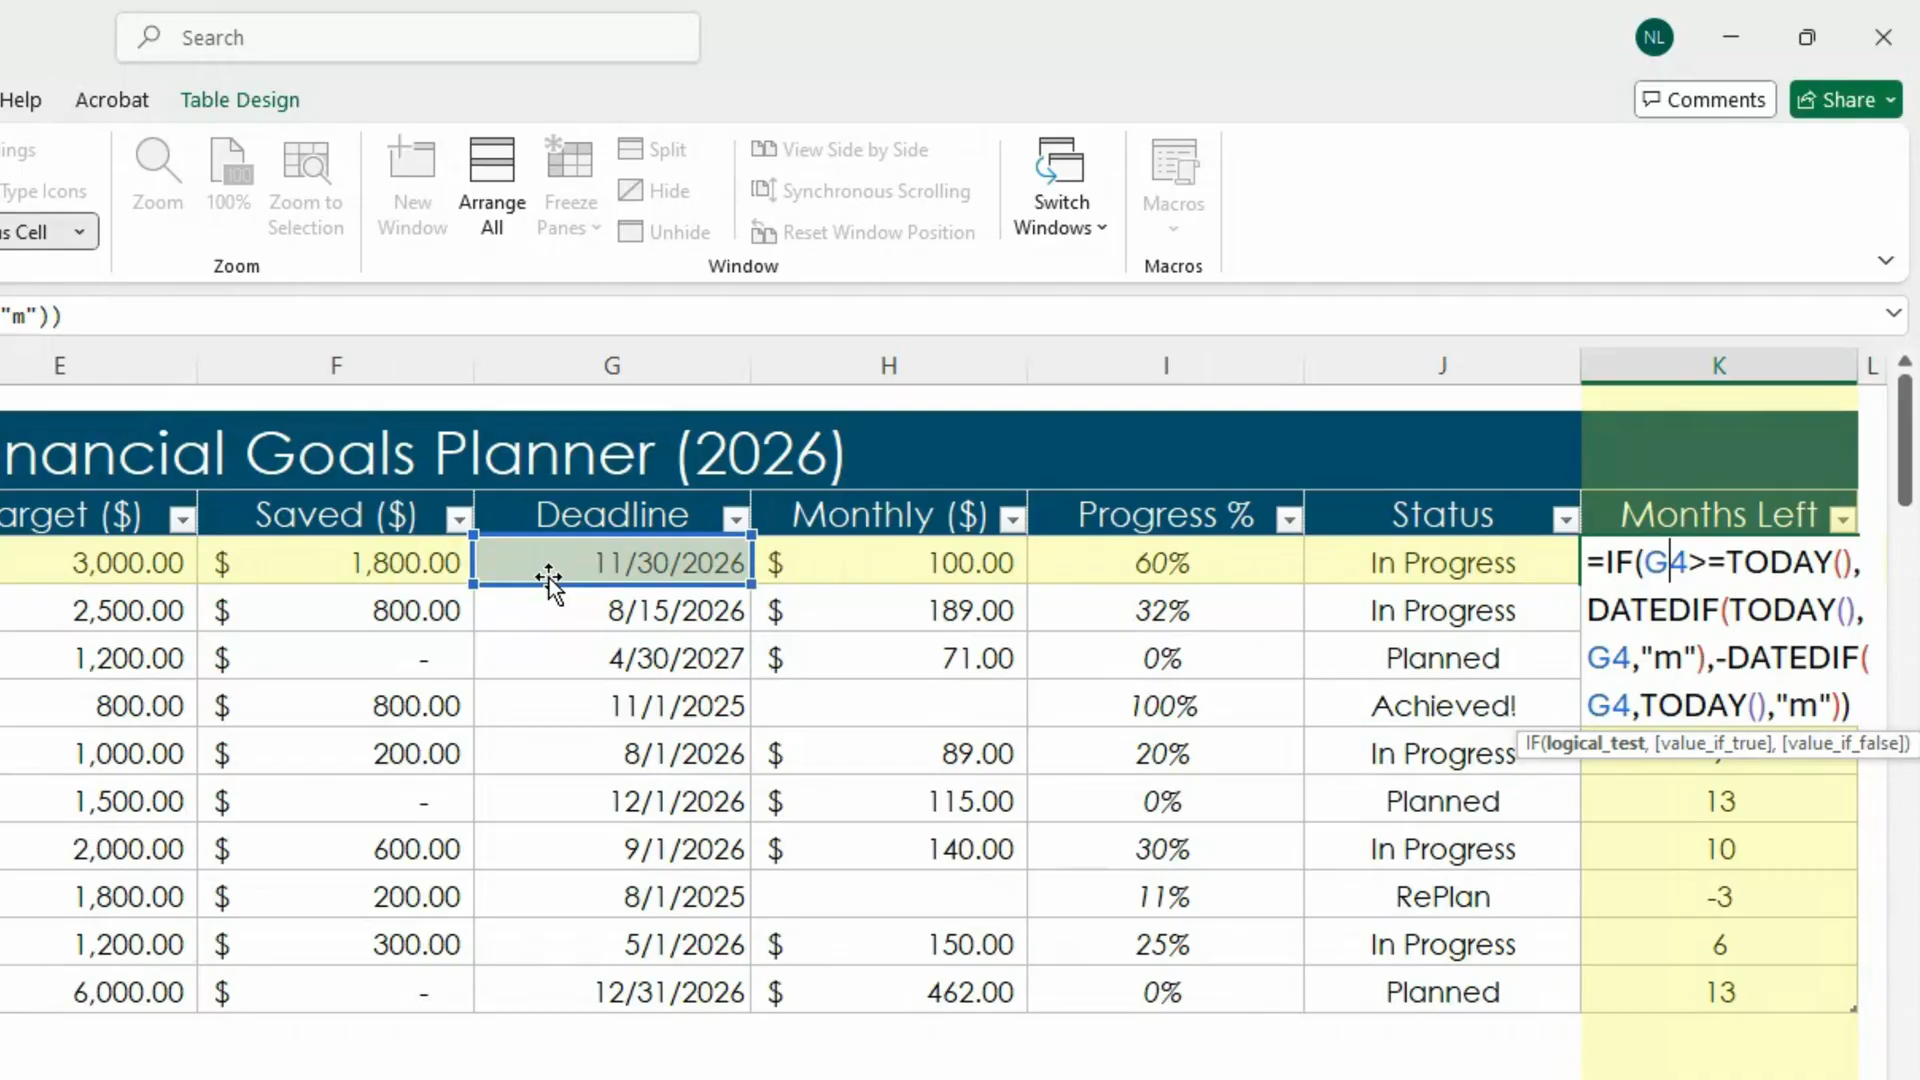 Search
NL
Help Acrobat Table Design Comments Share
ings
Type Icons
s Cell
Zoom 100% Zoom to Selection
New Window Arrange All Freeze Panes
Split
Hide
Unhide
View Side by Side
Synchronous Scrolling
Reset Window Position
Switch Windows
Macros
Zoom Window Macros
"m"))
E F G H I J K L
nancial Goals Planner (2026)
arget ($) Saved ($) Deadline Monthly ($) Progress % Status Months Left
3,000.00 $ 1,800.00 11/30/2026 $ 100.00 60% In Progress =IF(G4>=TODAY(),
2,500.00 $ 800.00 8/15/2026 $ 189.00 32% In Progress DATEDIF(TODAY(),
1,200.00 $ - 4/30/2027 $ 71.00 0% Planned G4,"m"),-DATEDIF(
800.00 $ 800.00 11/1/2025 100% Achieved! G4,TODAY(),"m"))
IF(logical_test, [value_if_true], [value_if_false])
1,000.00 $ 200.00 8/1/2026 $ 89.00 20% In Progress
1,500.00 $ - 12/1/2026 $ 115.00 0% Planned 13
2,000.00 $ 600.00 9/1/2026 $ 140.00 30% In Progress 10
1,800.00 $ 200.00 8/1/2025 11% RePlan -3
1,200.00 $ 300.00 5/1/2026 $ 150.00 25% In Progress 6
6,000.00 $ - 12/31/2026 $ 462.00 0% Planned 13